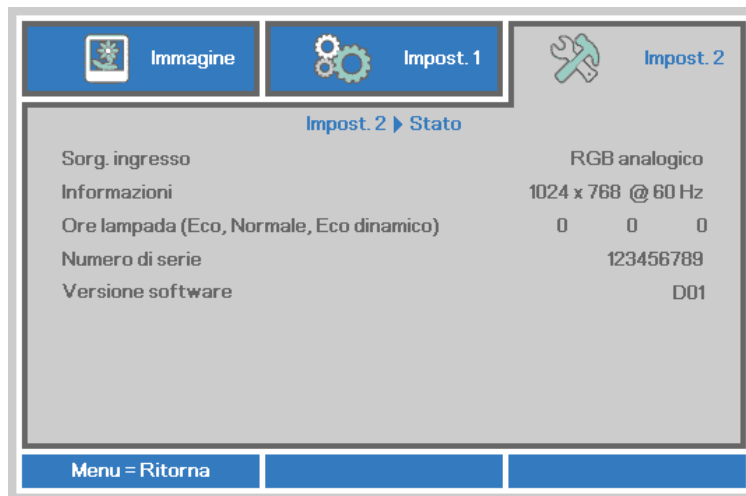 Immagine
Impost. 1
Impost. 2
Impost. 2 ▶ Stato
Sorg. ingresso RGB analogico
Informazioni 1024 x 768 @ 60 Hz
Ore lampada (Eco, Normale, Eco dinamico) 0 0 0
Numero di serie 123456789
Versione software D01
Menu = Ritorna